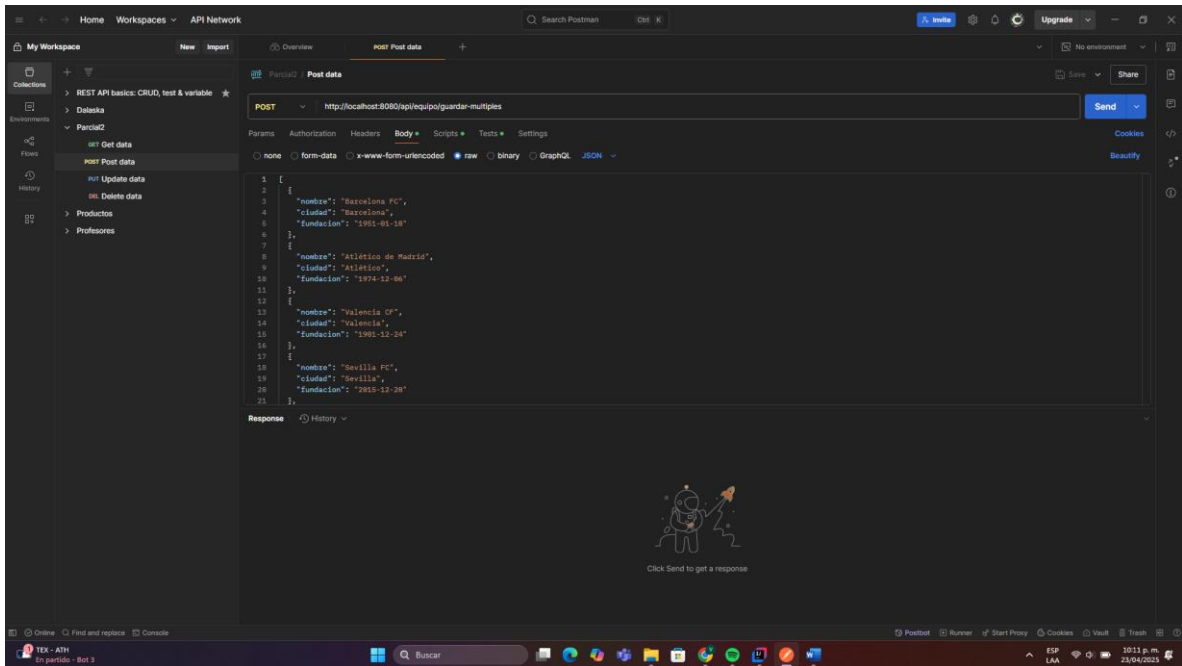 Home Workspaces API Network Search Postman Ctrl K Invite Upgrade
My Workspace New Import Overview POST Post data No environment
Collections
Environments
Flows
History
REST API basics: CRUD, test & variable
Dalaska
Parcial2
GET Get data
POST Post data
PUT Update data
DEL Delete data
Productos
Profesores
Parcial2 / Post data Save Share
POST http://localhost:8080/api/equipo/guardar-multiples Send
Params Authorization Headers Body Scripts Tests Settings Cookies
none form-data x-www-form-urlencoded raw binary GraphQL JSON Beautify
1 [
2 {
3 "nombre": "Barcelona FC",
4 "ciudad": "Barcelona",
5 "fundacion": "1951-01-18"
6 },
7 {
8 "nombre": "Atlético de Madrid",
9 "ciudad": "Atlético",
10 "fundacion": "1974-12-06"
11 },
12 {
13 "nombre": "Valencia CF",
14 "ciudad": "Valencia",
15 "fundacion": "1901-12-24"
16 },
17 {
18 "nombre": "Sevilla FC",
19 "ciudad": "Sevilla",
20 "fundacion": "2015-12-20"
21 },
Response History
Click Send to get a response
Online Find and replace Console Postbot Runner Start Proxy Cookies Vault Trash
TEX - ATH
En partido - Bot 3
Buscar
ESP
LAA
10:11 p. m.
23/04/2025